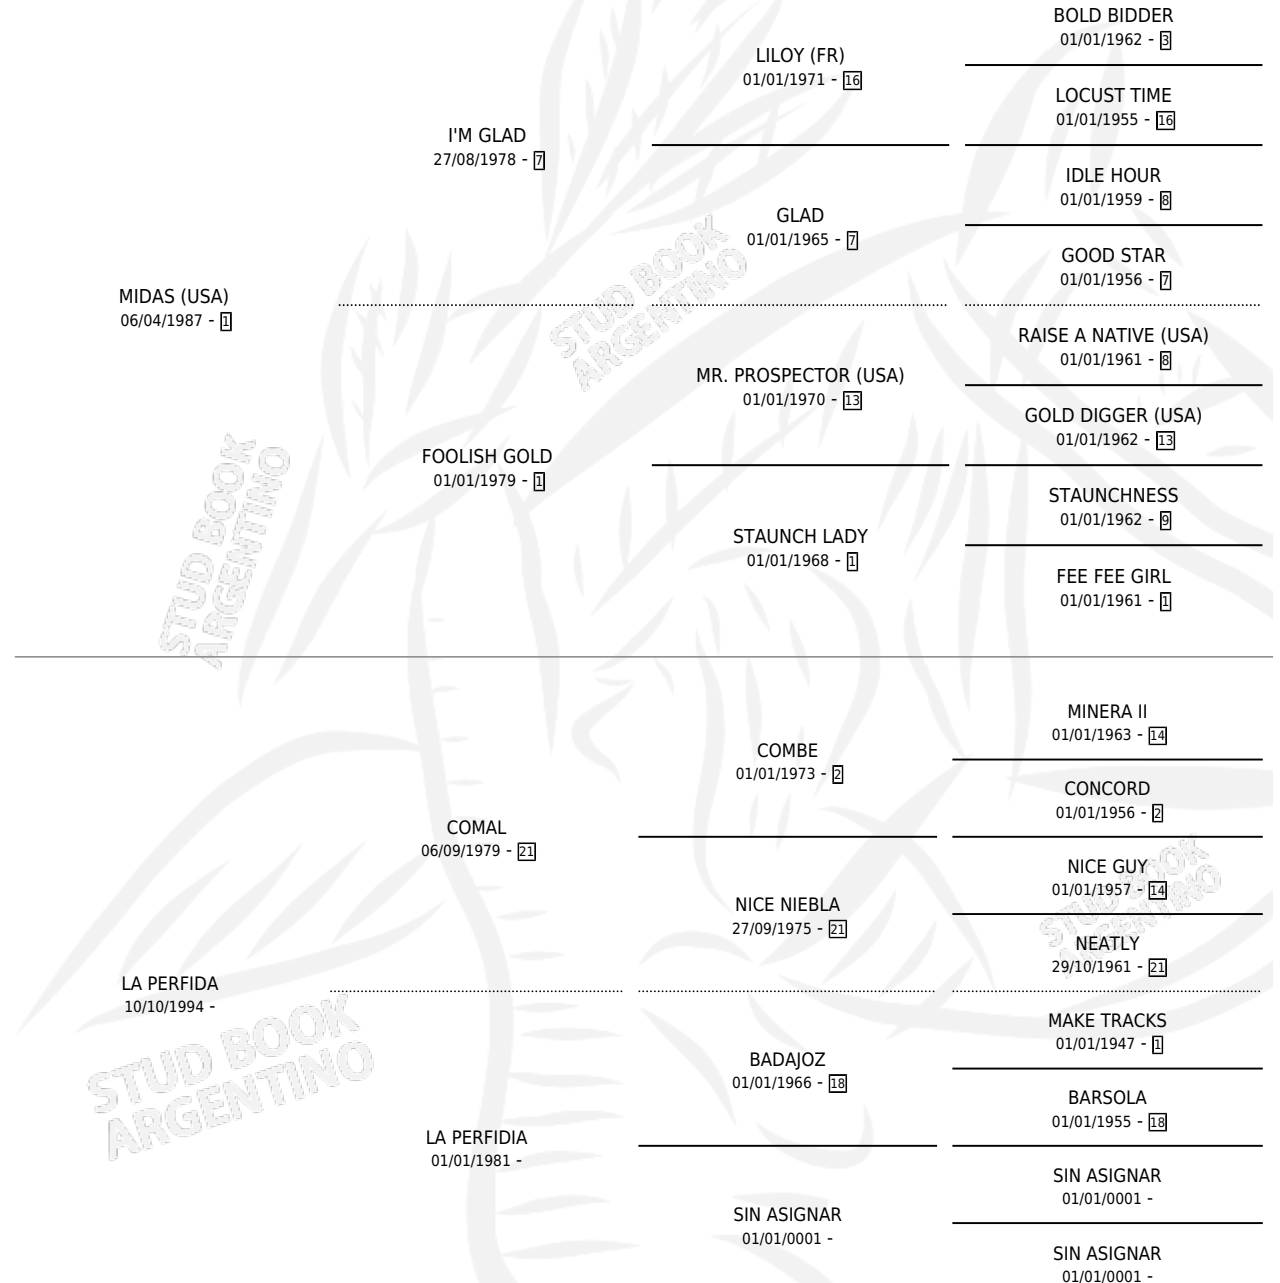 BOLD BIDDER
01/01/1962 - 3
LILOY (FR)
01/01/1971 - 16
LOCUST TIME
01/01/1955 - 16
I'M GLAD
27/08/1978 - 7
IDLE HOUR
01/01/1959 - 8
GLAD
01/01/1965 - 7
GOOD STAR
01/01/1956 - 7
MIDAS (USA)
06/04/1987 - 1
RAISE A NATIVE (USA)
01/01/1961 - 8
MR. PROSPECTOR (USA)
01/01/1970 - 13
GOLD DIGGER (USA)
01/01/1962 - 13
FOOLISH GOLD
01/01/1979 - 1
STAUNCHNESS
01/01/1962 - 9
STAUNCH LADY
01/01/1968 - 1
FEE FEE GIRL
01/01/1961 - 1
MINERA II
01/01/1963 - 14
COMBE
01/01/1973 - 2
CONCORD
01/01/1956 - 2
COMAL
06/09/1979 - 21
NICE GUY
01/01/1957 - 14
NICE NIEBLA
27/09/1975 - 21
NEATLY
29/10/1961 - 21
LA PERFIDA
10/10/1994 -
MAKE TRACKS
01/01/1947 - 1
BADAJOZ
01/01/1966 - 18
BARSOLA
01/01/1955 - 18
LA PERFIDIA
01/01/1981 -
SIN ASIGNAR
01/01/0001 -
SIN ASIGNAR
01/01/0001 -
SIN ASIGNAR
01/01/0001 -
STUD BOOK
ARGENTINO
STUD BOOK
ARGENTINO
STUD BOOK
ARGENTINO
STUD BOOK
ARGENTINO